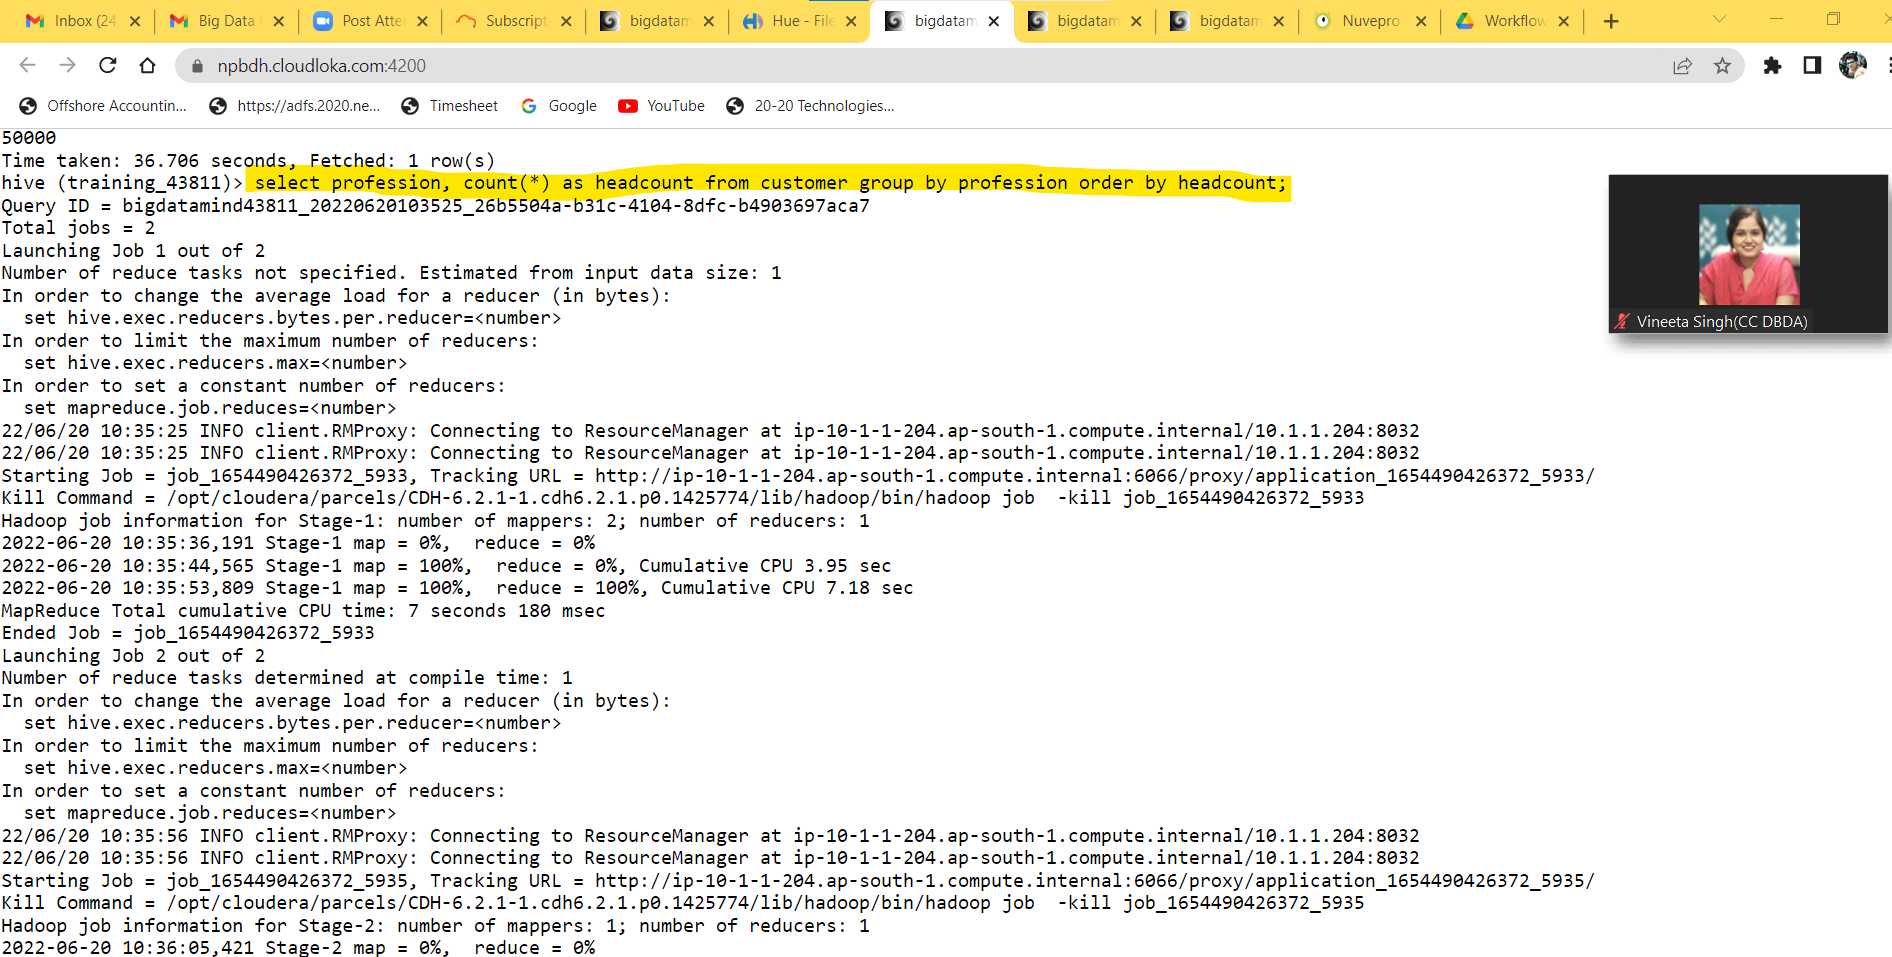 Inbox (24,
Big Data
Post Atte
Subscript
bigdatam
Hue - File
bigdatam
bigdatam
bigdatam
Nuvepro
Workflow
npbdh.cloudloka.com:4200
Offshore Accountin...
https://adfs.2020.ne...
Timesheet
Google
YouTube
20-20 Technologies...
50000
Time taken: 36.706 seconds, Fetched: 1 row(s)
hive (training_43811)> select profession, count(*) as headcount from customer group by profession order by headcount;
Query ID = bigdatamind43811_20220620103525_26b5504a-b31c-4104-8dfc-b4903697aca7
Total jobs = 2
Launching Job 1 out of 2
Number of reduce tasks not specified. Estimated from input data size: 1
In order to change the average load for a reducer (in bytes):
  set hive.exec.reducers.bytes.per.reducer=<number>
In order to limit the maximum number of reducers:
  set hive.exec.reducers.max=<number>
In order to set a constant number of reducers:
  set mapreduce.job.reduces=<number>
22/06/20 10:35:25 INFO client.RMProxy: Connecting to ResourceManager at ip-10-1-1-204.ap-south-1.compute.internal/10.1.1.204:8032
22/06/20 10:35:25 INFO client.RMProxy: Connecting to ResourceManager at ip-10-1-1-204.ap-south-1.compute.internal/10.1.1.204:8032
Starting Job = job_1654490426372_5933, Tracking URL = http://ip-10-1-1-204.ap-south-1.compute.internal:6066/proxy/application_1654490426372_5933/
Kill Command = /opt/cloudera/parcels/CDH-6.2.1-1.cdh6.2.1.p0.1425774/lib/hadoop/bin/hadoop job  -kill job_1654490426372_5933
Hadoop job information for Stage-1: number of mappers: 2; number of reducers: 1
2022-06-20 10:35:36,191 Stage-1 map = 0%,  reduce = 0%
2022-06-20 10:35:44,565 Stage-1 map = 100%,  reduce = 0%, Cumulative CPU 3.95 sec
2022-06-20 10:35:53,809 Stage-1 map = 100%,  reduce = 100%, Cumulative CPU 7.18 sec
MapReduce Total cumulative CPU time: 7 seconds 180 msec
Ended Job = job_1654490426372_5933
Launching Job 2 out of 2
Number of reduce tasks determined at compile time: 1
In order to change the average load for a reducer (in bytes):
  set hive.exec.reducers.bytes.per.reducer=<number>
In order to limit the maximum number of reducers:
  set hive.exec.reducers.max=<number>
In order to set a constant number of reducers:
  set mapreduce.job.reduces=<number>
22/06/20 10:35:56 INFO client.RMProxy: Connecting to ResourceManager at ip-10-1-1-204.ap-south-1.compute.internal/10.1.1.204:8032
22/06/20 10:35:56 INFO client.RMProxy: Connecting to ResourceManager at ip-10-1-1-204.ap-south-1.compute.internal/10.1.1.204:8032
Starting Job = job_1654490426372_5935, Tracking URL = http://ip-10-1-1-204.ap-south-1.compute.internal:6066/proxy/application_1654490426372_5935/
Kill Command = /opt/cloudera/parcels/CDH-6.2.1-1.cdh6.2.1.p0.1425774/lib/hadoop/bin/hadoop job  -kill job_1654490426372_5935
Hadoop job information for Stage-2: number of mappers: 1; number of reducers: 1
2022-06-20 10:36:05,421 Stage-2 map = 0%,  reduce = 0%
Vineeta Singh(CC DBDA)